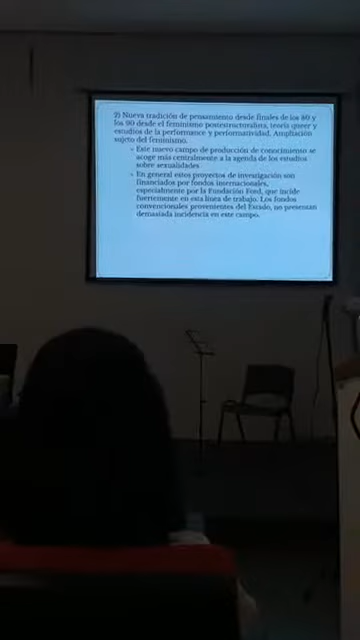 2) Nueva tradición de pensamiento desde finales de los 80 y
los 90 desde el feminismo postestructuralista, teoría queer y
estudios de la performance y performatividad. Ampliación
sujeto del feminismo.
Este nuevo campo de producción de conocimiento se
acoge más centralmente a la agenda de los estudios
sobre sexualidades
En general estos proyectos de investigación son
financiados por fondos internacionales,
especialmente por la Fundación Ford, que incide
fuertemente en esta línea de trabajo. Los fondos
convencionales provenientes del Estado, no presentan
demasiada incidencia en este campo.